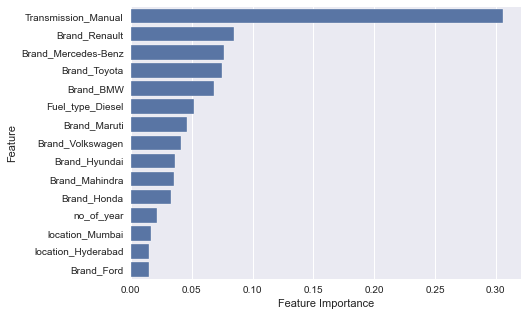 Transmission_Manual
Brand_Renault
Brand_Mercedes-Benz
Brand_Toyota
Brand_BMW
Fuel_type_Diesel
Brand_Maruti
Brand_Volkswagen
Brand_Hyundai
Brand_Mahindra
Brand_Honda
no_of_year
location_Mumbai
location_Hyderabad
Brand_Ford
Feature
0.00 0.05 0.10 0.15 0.20 0.25 0.30
Feature Importance